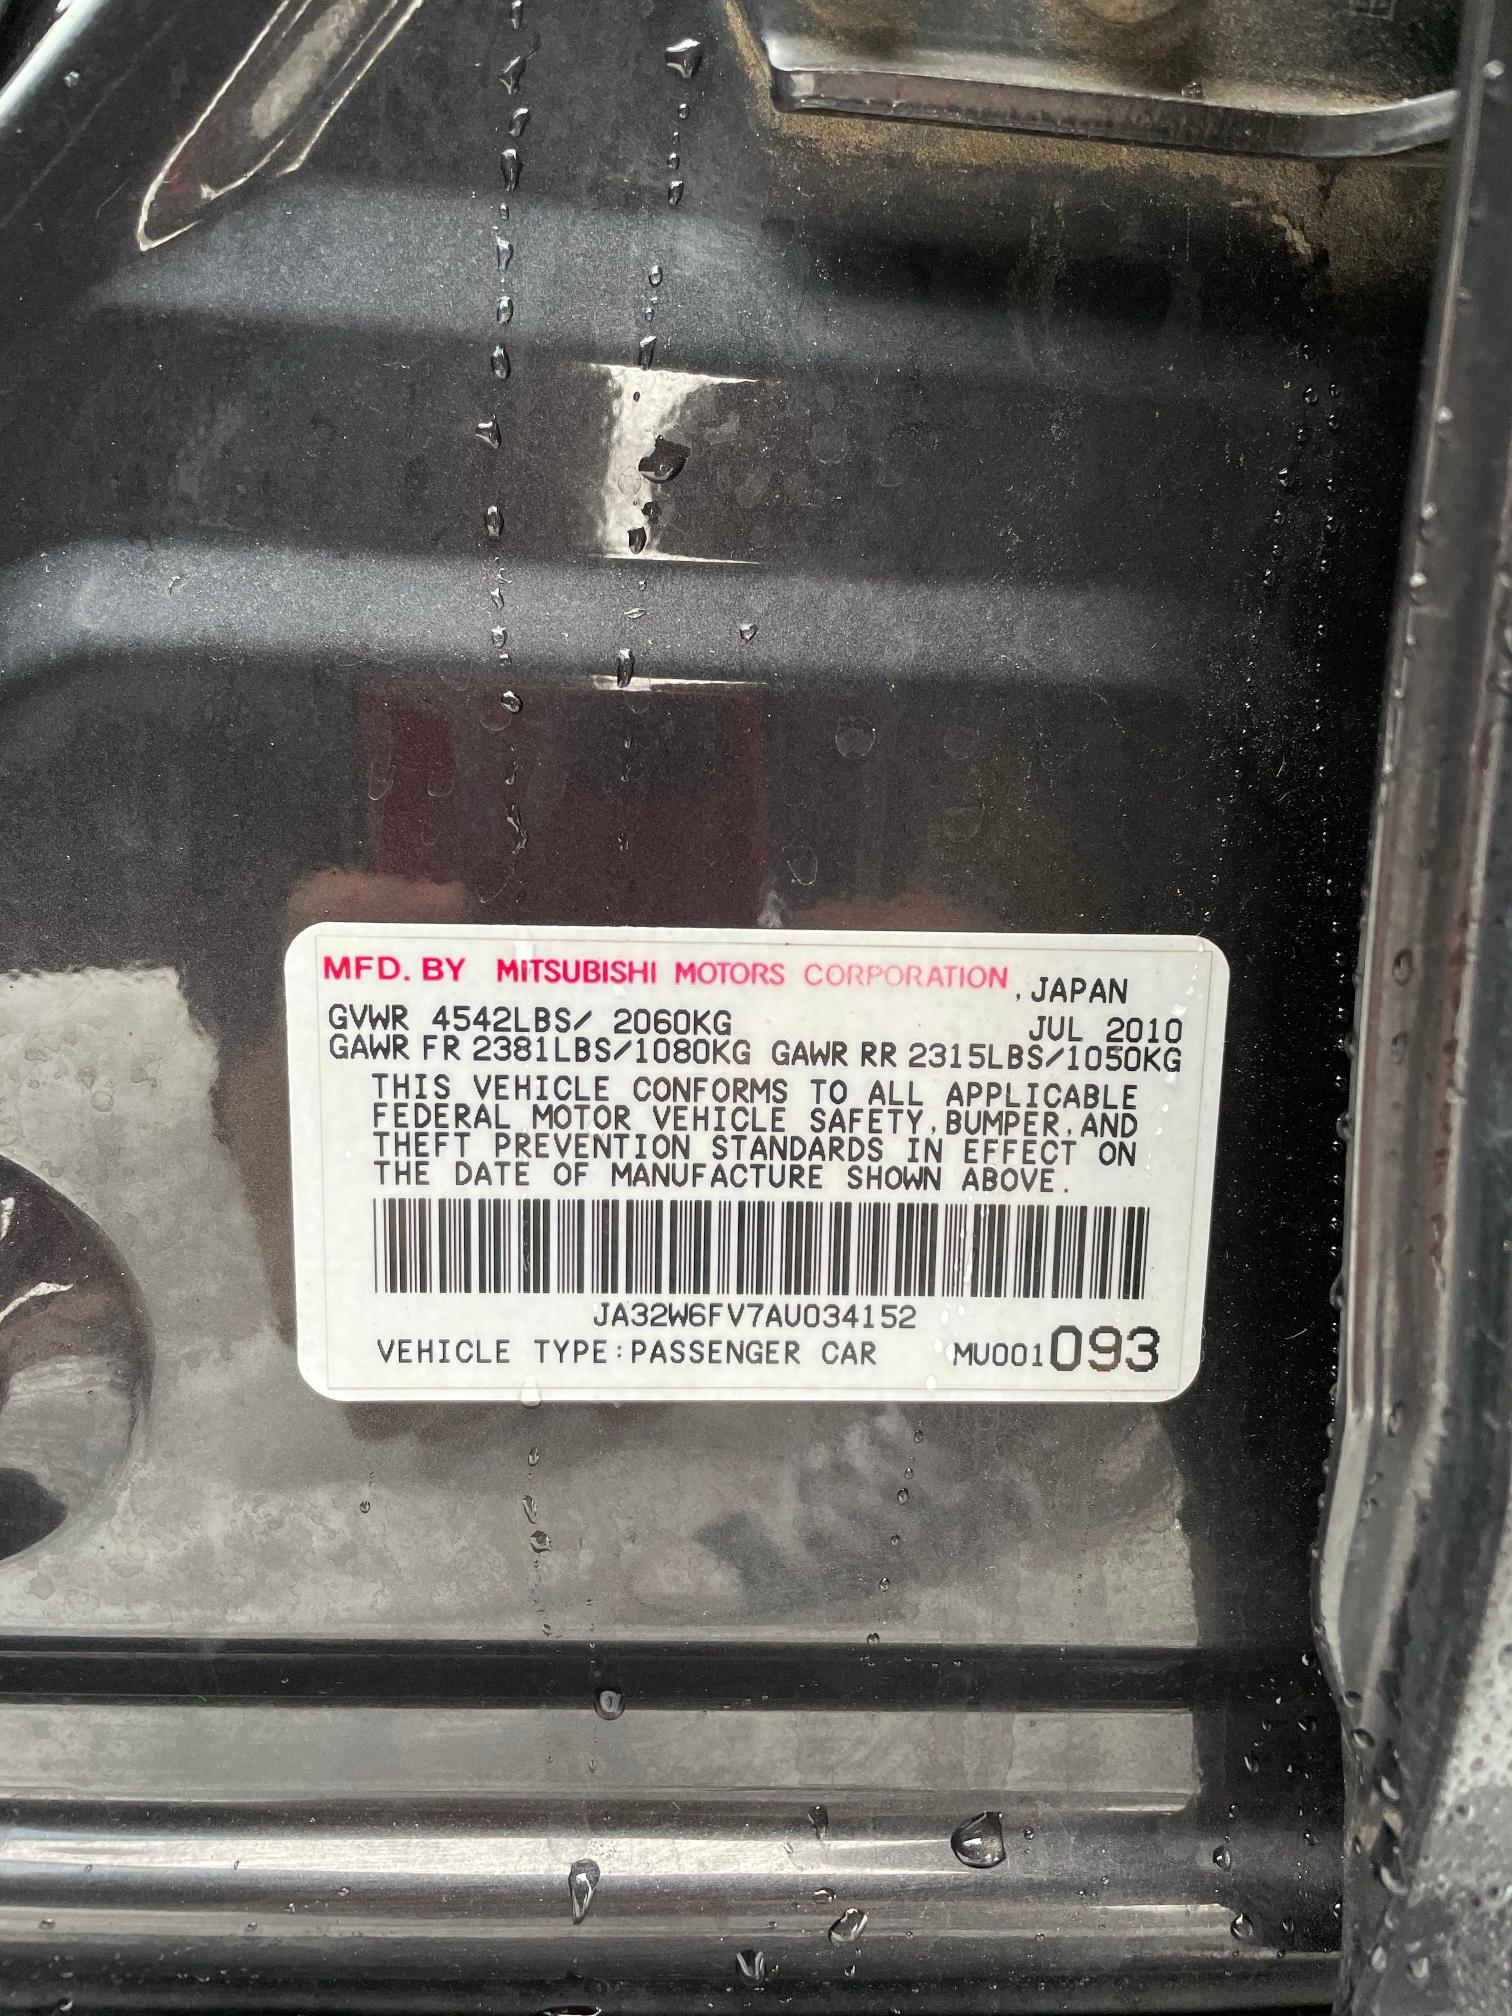 MFD. BY MITSUBISHI MOTORS CORPORATION , JAPAN
GVWR 4542LBS/ 2060KG JUL 2010
GAWR FR 2381LBS/1080KG GAWR RR 2315LBS/1050KG
THIS VEHICLE CONFORMS TO ALL APPLICABLE
FEDERAL MOTOR VEHICLE SAFETY, BUMPER, AND
THEFT PREVENTION STANDARDS IN EFFECT ON
THE DATE OF MANUFACTURE SHOWN ABOVE.
JA32W6FV7AU034152
VEHICLE TYPE:PASSENGER CAR MU001093